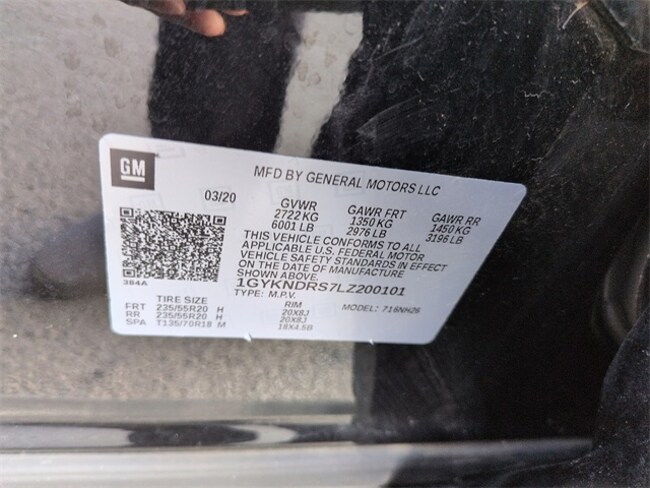 GM
MFD BY GENERAL MOTORS LLC
03/20
GVWR GAWR FRT GAWR RR
2722 KG 1350 KG 1450 KG
6001 LB 2976 LB 3196 LB
THIS VEHICLE CONFORMS TO ALL
APPLICABLE U.S. FEDERAL MOTOR
VEHICLE SAFETY STANDARDS IN EFFECT
ON THE DATE OF MANUFACTURE
SHOWN ABOVE.
384A
1GYKNDRS7LZ200101
TYPE: M.P.V. MODEL: 716NH26
TIRE SIZE RIM
FRT 235/55R20 H 20X8J
RR 235/55R20 H 20X8J
SPA T135/70R18 M 18X4.5B